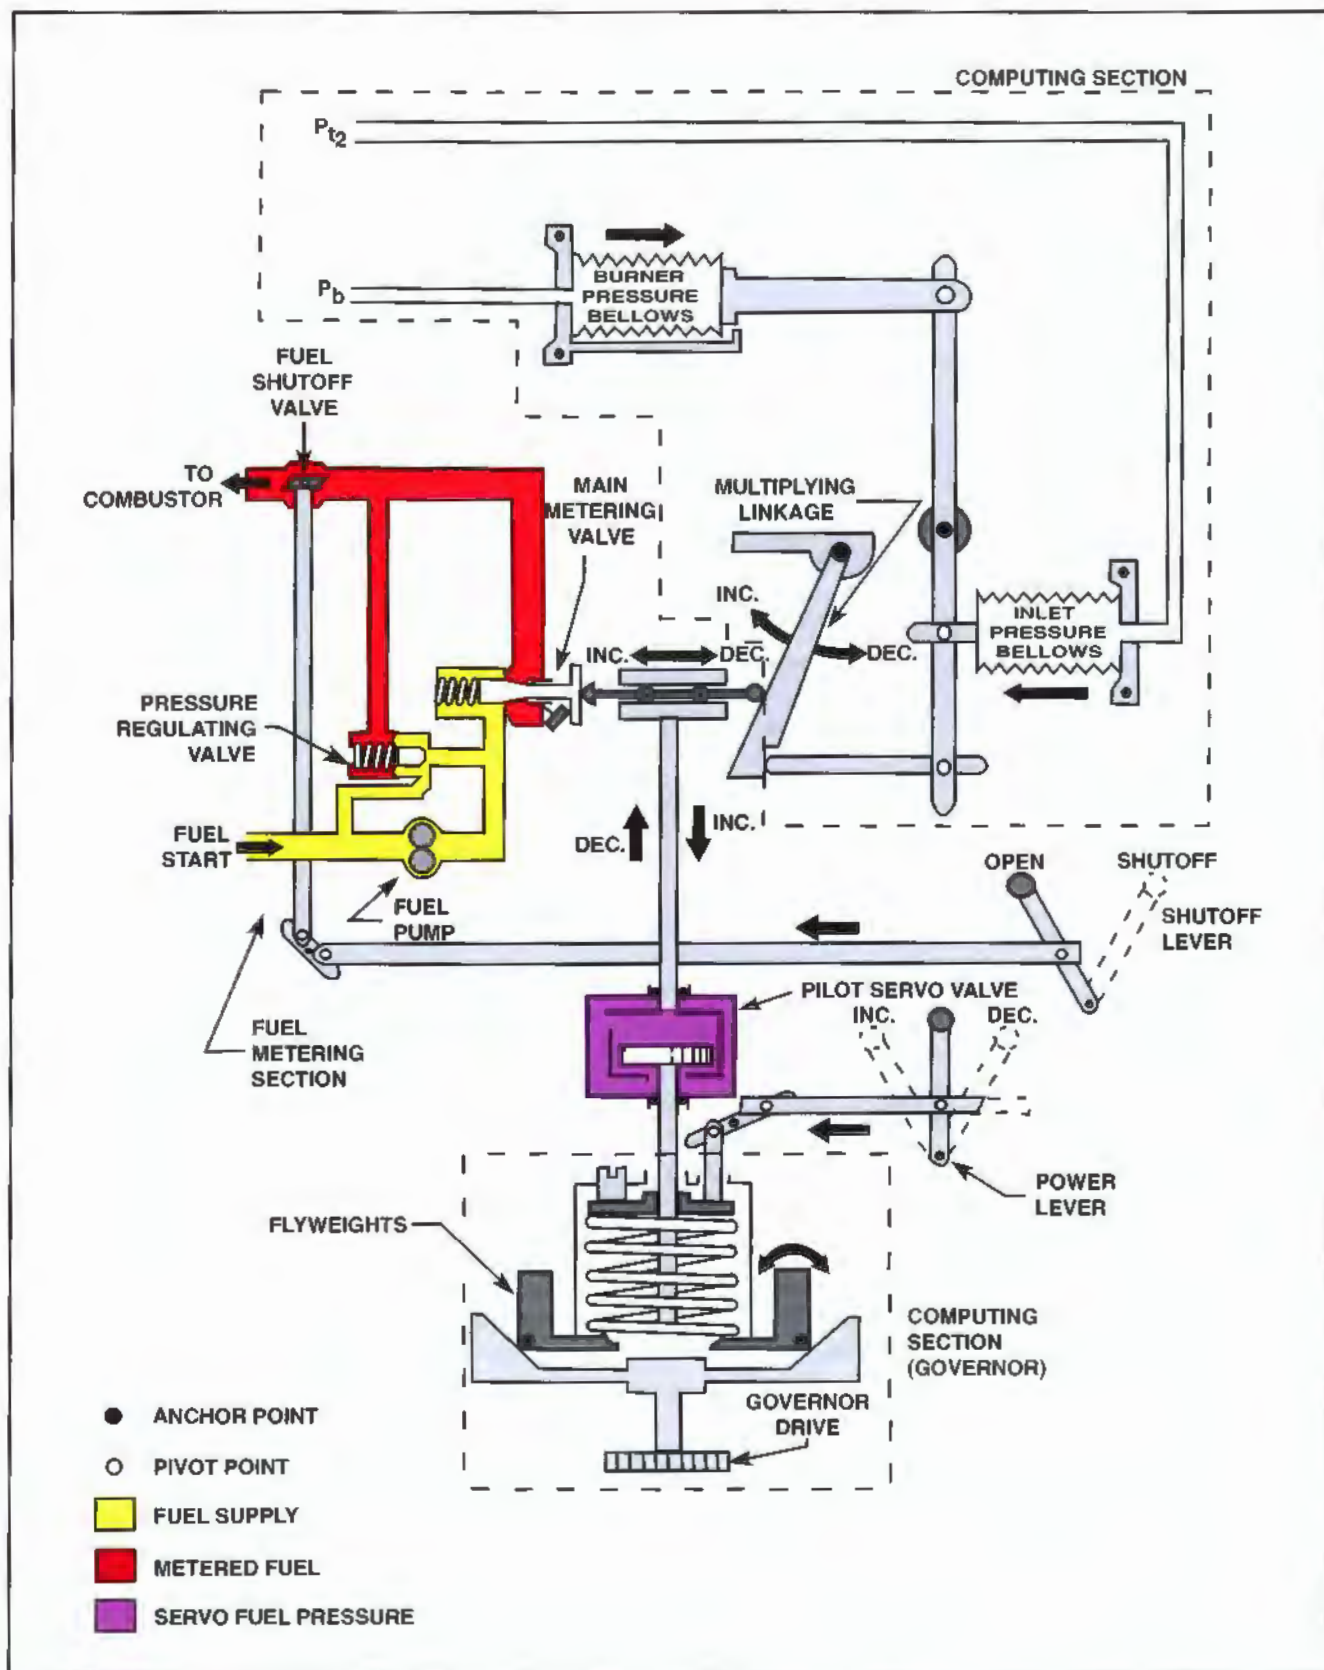 COMPUTING SECTION
Pt2
Pb
BURNER
PRESSURE
BELLOWS
FUEL
SHUTOFF
VALVE
TO
COMBUSTOR
MAIN
METERING
VALVE
MULTIPLYING
LINKAGE
INC.
DEC.
INLET
PRESSURE
BELLOWS
INC.
DEC.
PRESSURE
REGULATING
VALVE
FUEL
START
DEC.
INC.
FUEL
PUMP
OPEN
SHUTOFF
SHUTOFF
LEVER
FUEL
METERING
SECTION
PILOT SERVO VALVE
INC.
DEC.
POWER
LEVER
FLYWEIGHTS
COMPUTING
SECTION
(GOVERNOR)
GOVERNOR
DRIVE
ANCHOR POINT
PIVOT POINT
FUEL SUPPLY
METERED FUEL
SERVO FUEL PRESSURE